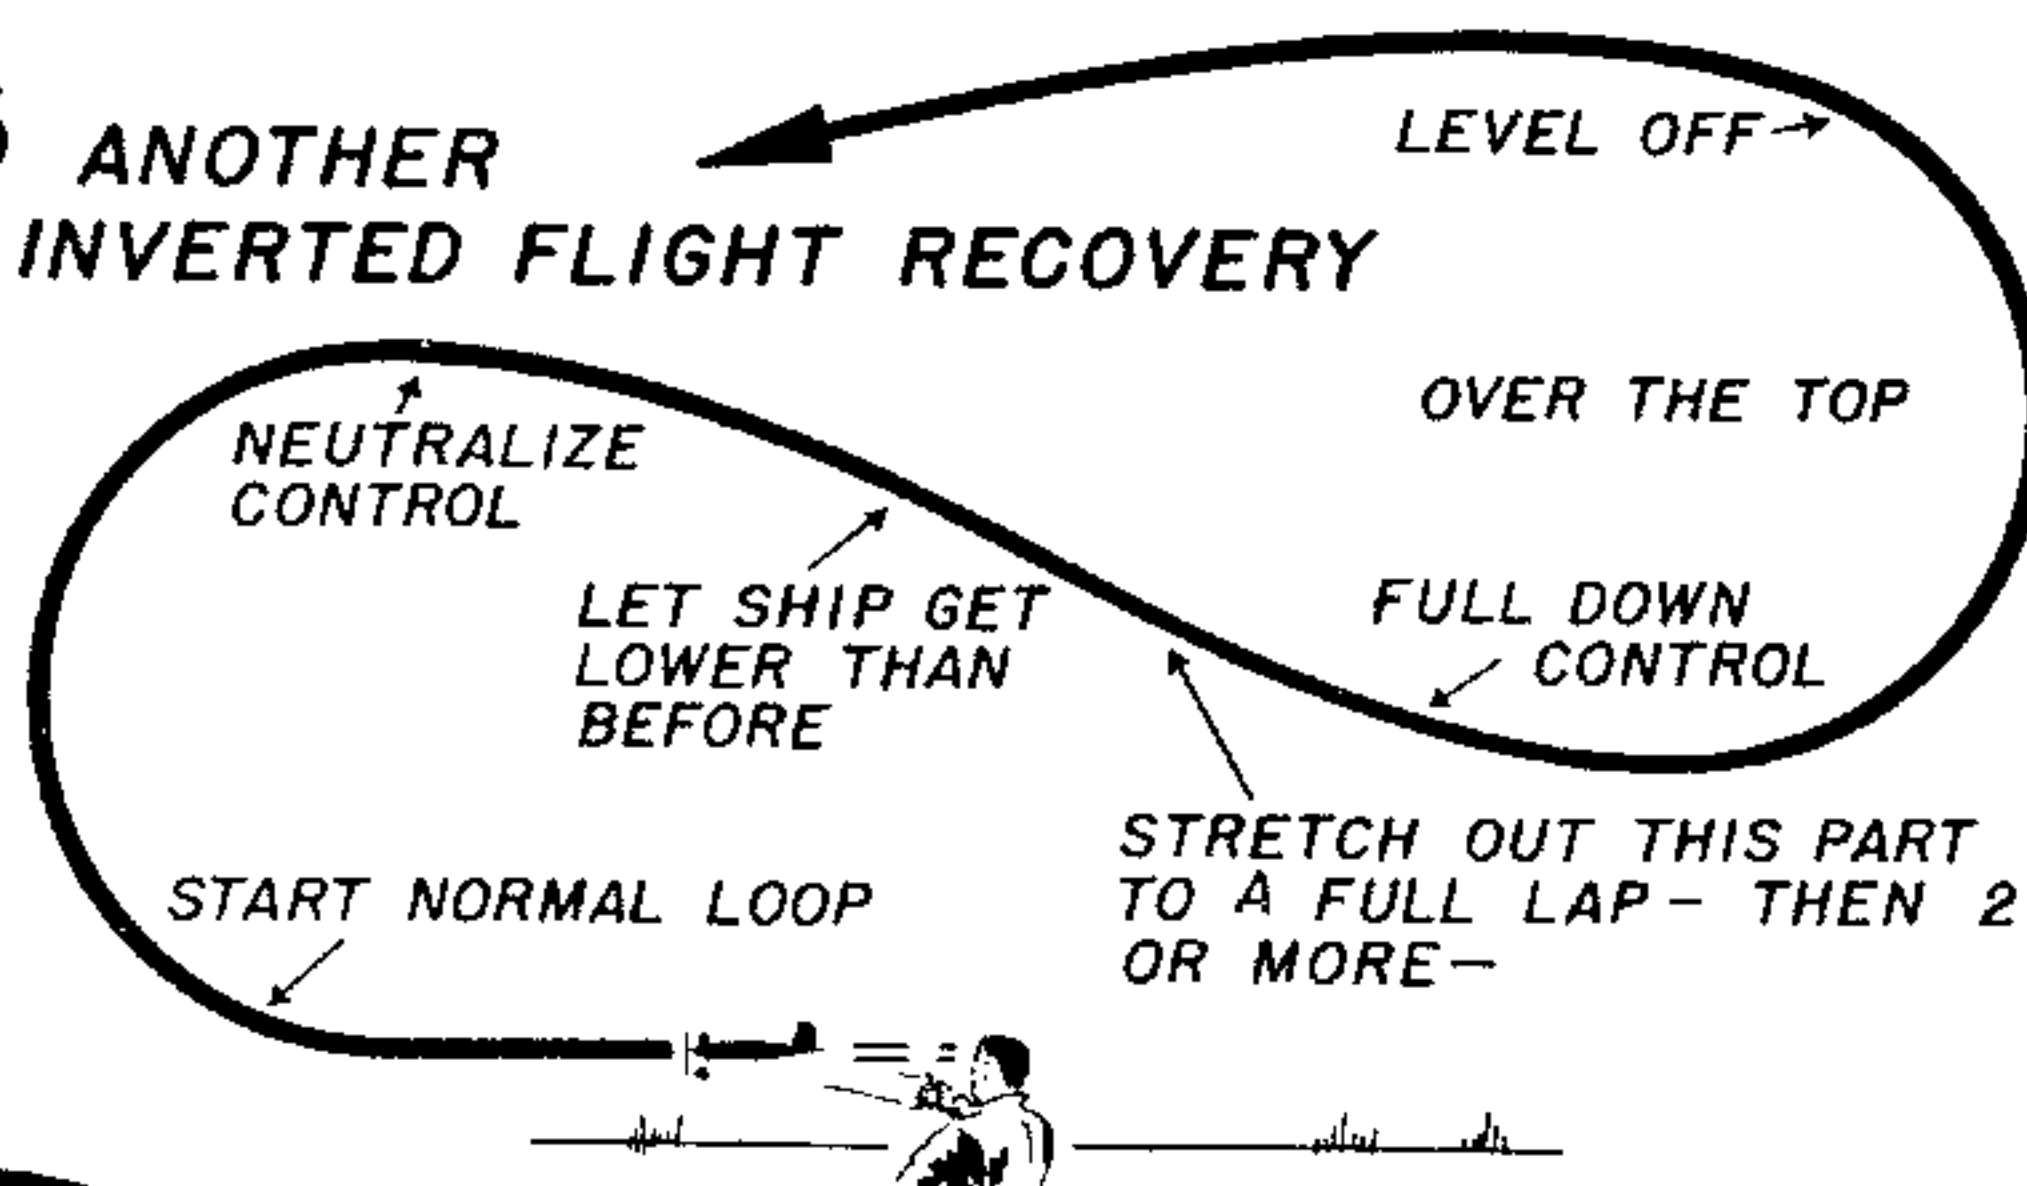 ANOTHER
INVERTED FLIGHT RECOVERY
LEVEL OFF
OVER THE TOP
NEUTRALIZE
CONTROL
LET SHIP GET
LOWER THAN
BEFORE
FULL DOWN
CONTROL
STRETCH OUT THIS PART
TO A FULL LAP - THEN 2
OR MORE -
START NORMAL LOOP